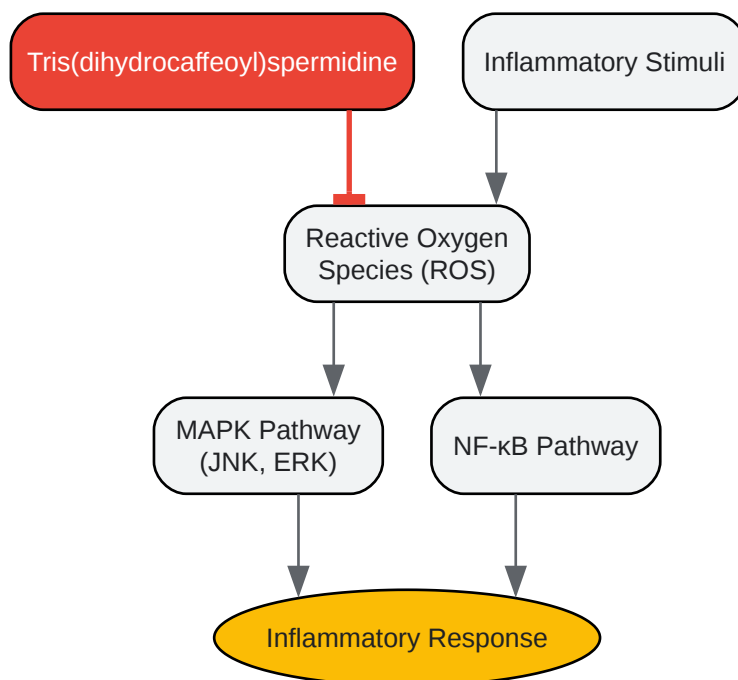 Tris(dihydrocaffeoyl)spermidine
Inflammatory Stimuli
Reactive Oxygen
Species (ROS)
MAPK Pathway
(JNK, ERK)
NF-κB Pathway
Inflammatory Response